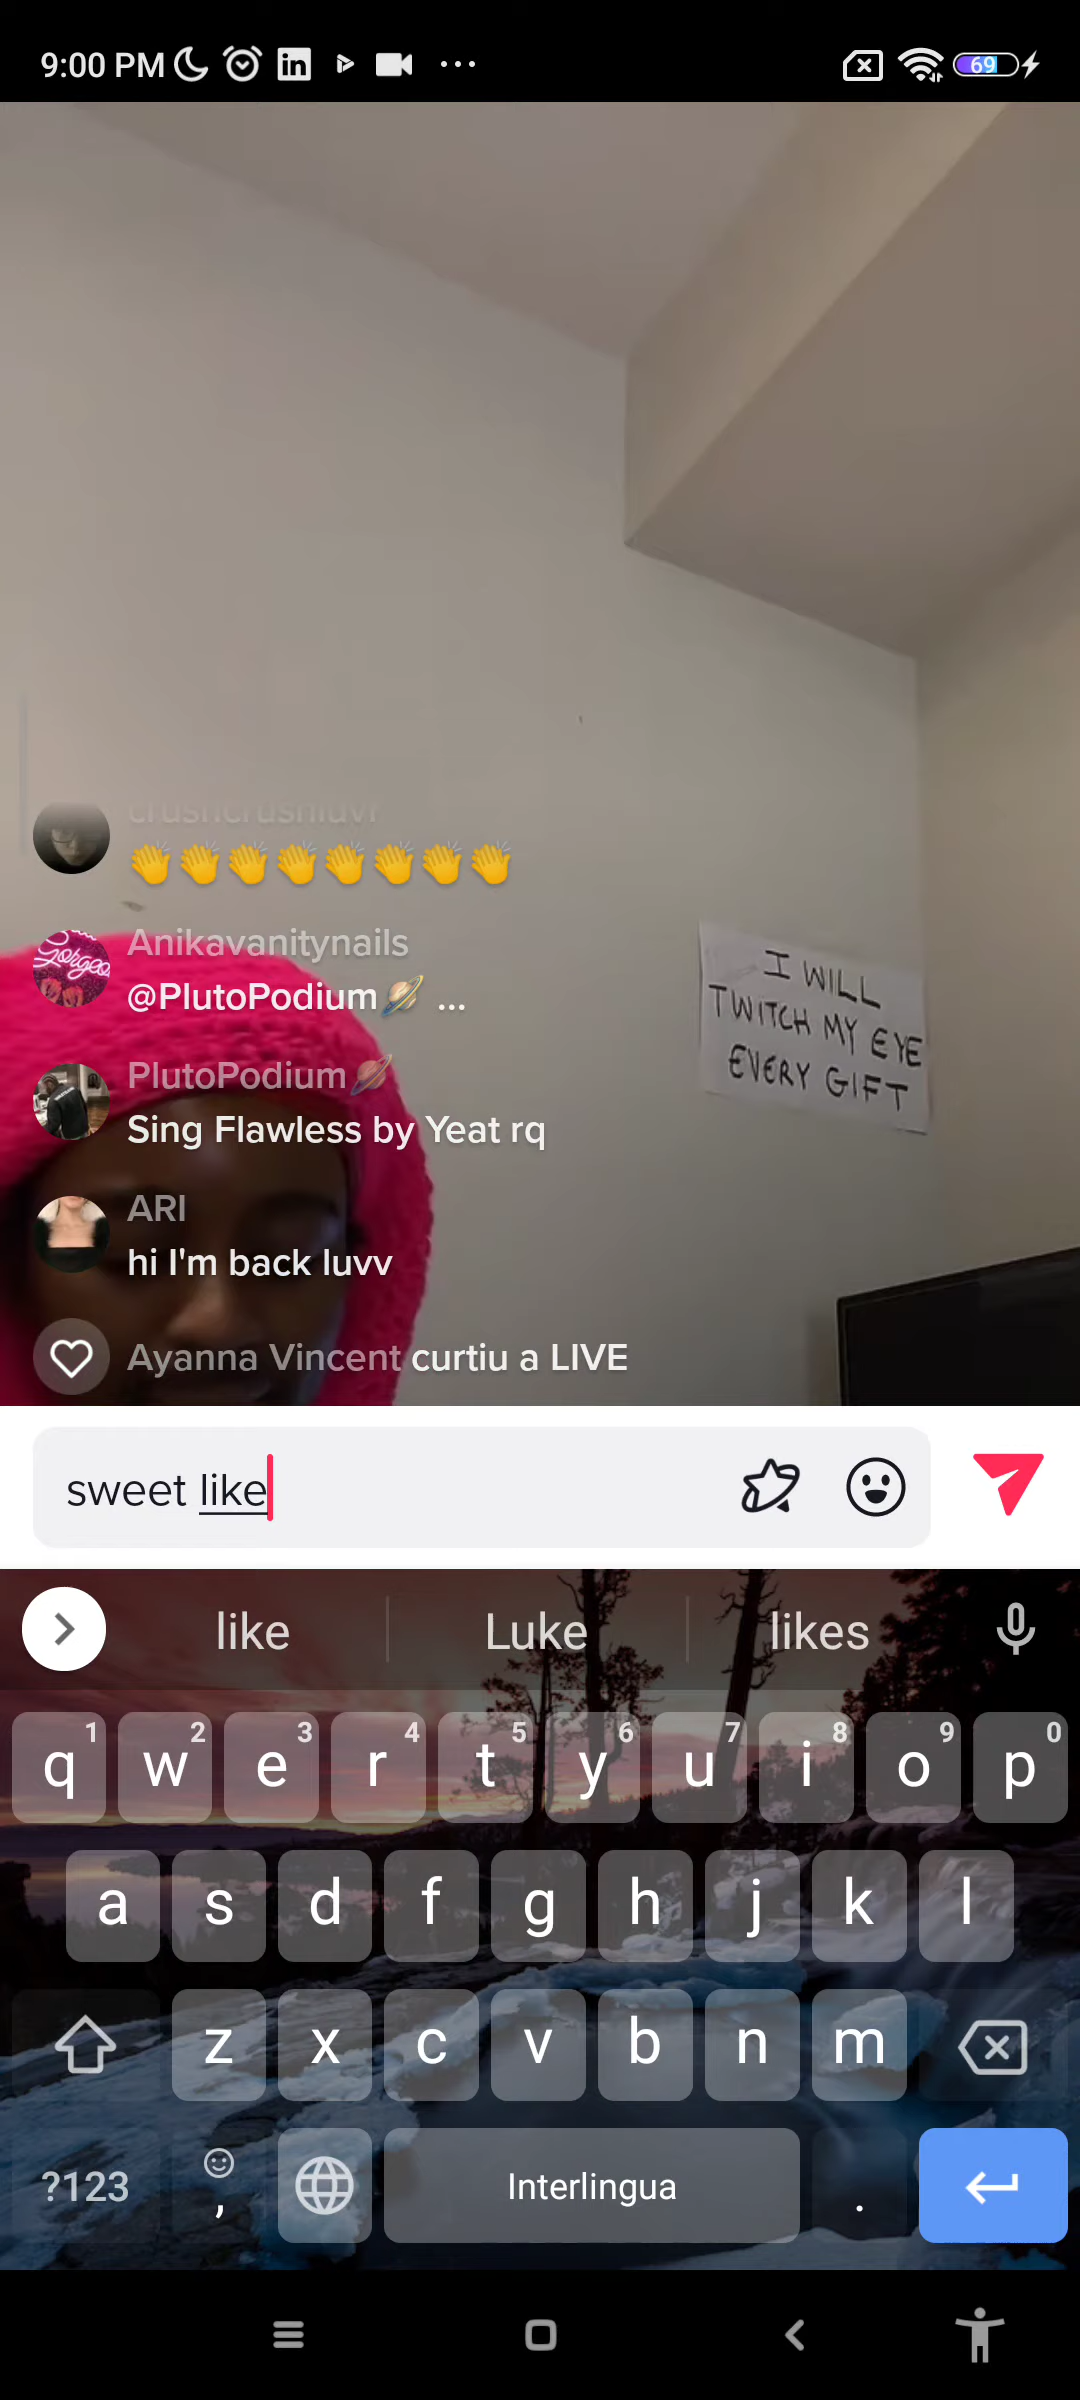 9:00 PM
69
👏👏👏👏👏👏👏👏
Anikavanitynails
@PlutoPodium🪐 ...
PlutoPodium🪐
Sing Flawless by Yeat rq
ARI
hi I'm back luvv
Ayanna Vincent curtiu a LIVE
I WILL
TWITCH MY EYE
EVERY GIFT
sweet like
like Luke likes
1 2 3 4 5 6 7 8 9 0
q w e r t y u i o p
a s d f g h j k l
z x c v b n m
?123 , Interlingua .